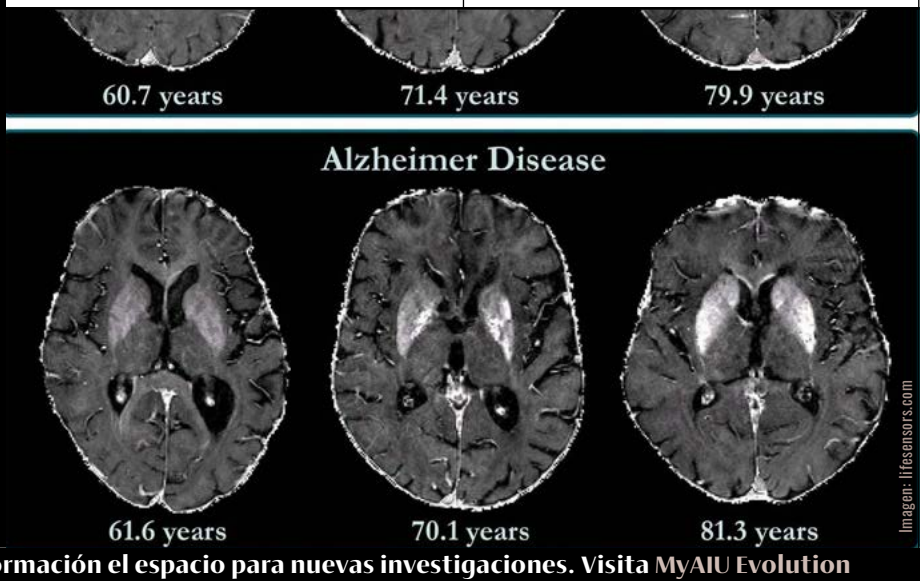 60.7 years
71.4 years
79.9 years
Alzheimer Disease
61.6 years
70.1 years
81.3 years
Imagen: lifesensors.com
el espacio para nuevas investigaciones. Visita MyAIU Evolution